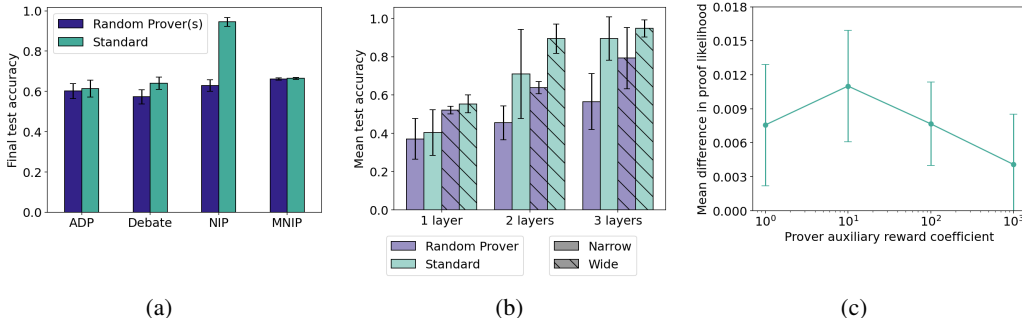 Final test accuracy
1.0
0.8
0.6
0.4
0.2
0.0
Random Prover(s)
Standard
ADP
Debate
NIP
MNIP
(a)
Mean test accuracy
1.0
0.8
0.6
0.4
0.2
0.0
1 layer
2 layers
3 layers
Random Prover
Standard
Narrow
Wide
(b)
Mean difference in proof likelihood
0.018
0.015
0.012
0.009
0.006
0.003
0.000
10⁰
10¹
10²
10³
Prover auxiliary reward coefficient
(c)